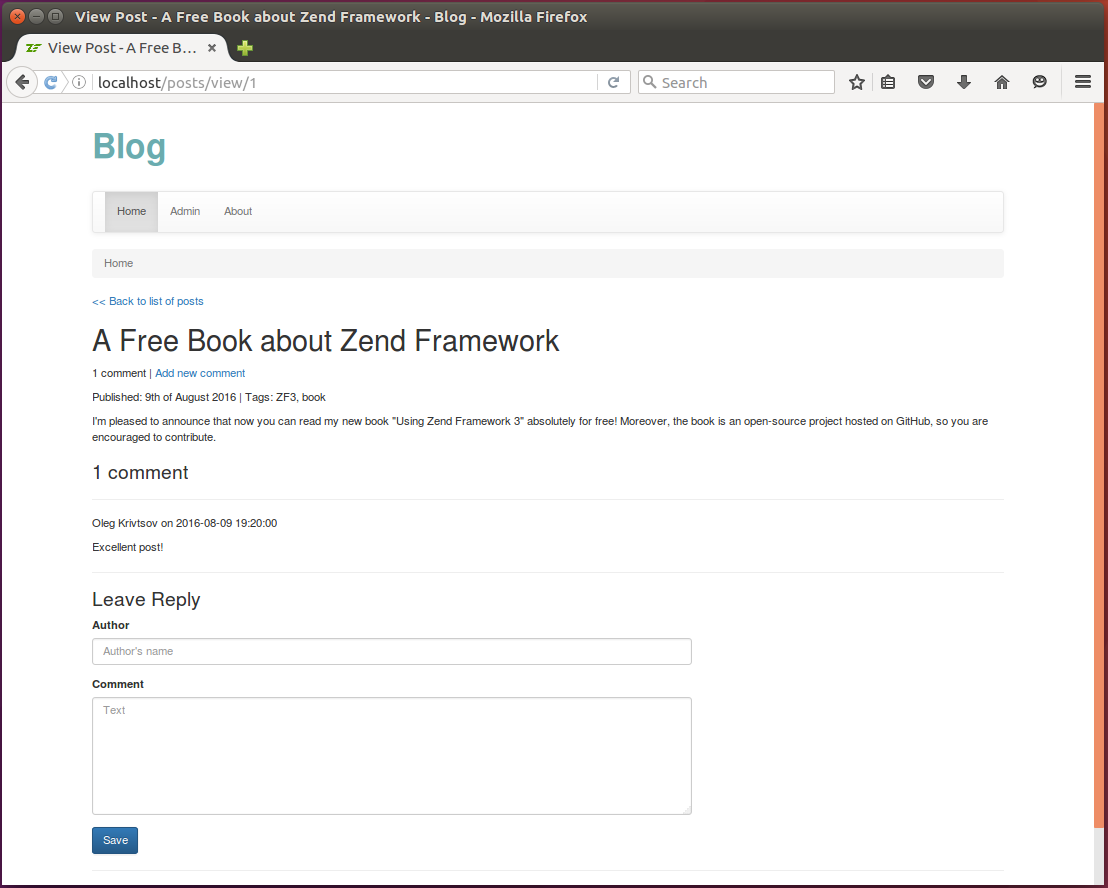 View Post - A Free Book about Zend Framework - Blog - Mozilla Firefox
View Post - A Free B...
localhost/posts/view/1
Search
Blog
Home Admin About
Home
<< Back to list of posts
A Free Book about Zend Framework
1 comment | Add new comment
Published: 9th of August 2016 | Tags: ZF3, book
I'm pleased to announce that now you can read my new book "Using Zend Framework 3" absolutely for free! Moreover, the book is an open-source project hosted on GitHub, so you are
encouraged to contribute.
1 comment
Oleg Krivtsov on 2016-08-09 19:20:00
Excellent post!
Leave Reply
Author
Author's name
Comment
Text
Save